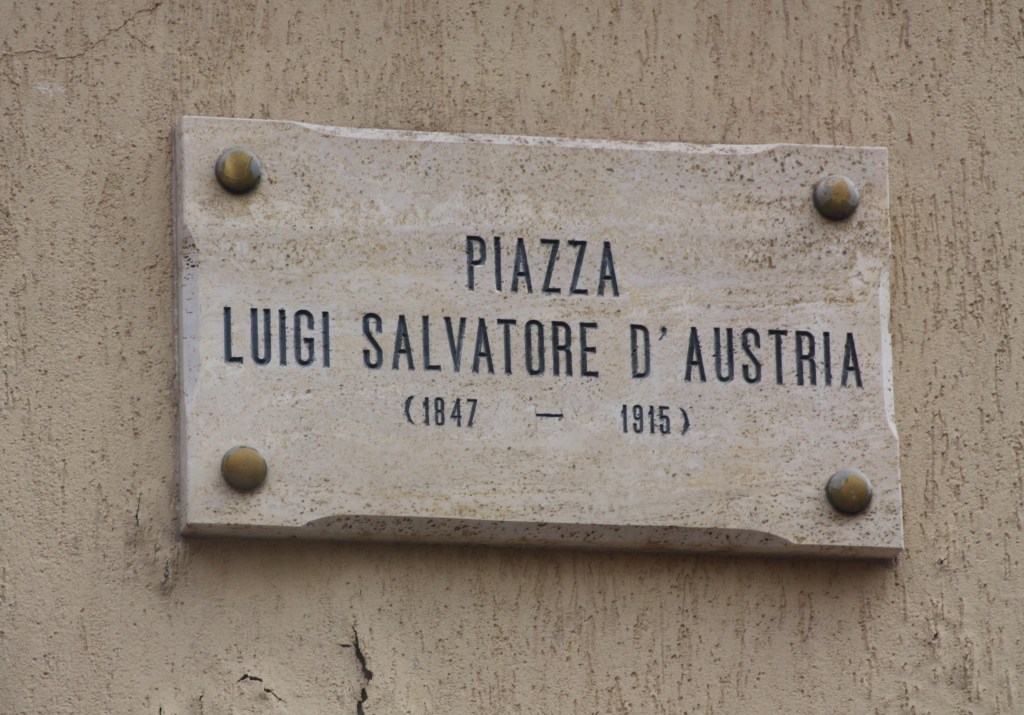 PIAZZA
LUIGI SALVATORE D'AUSTRIA
(1847 — 1915)